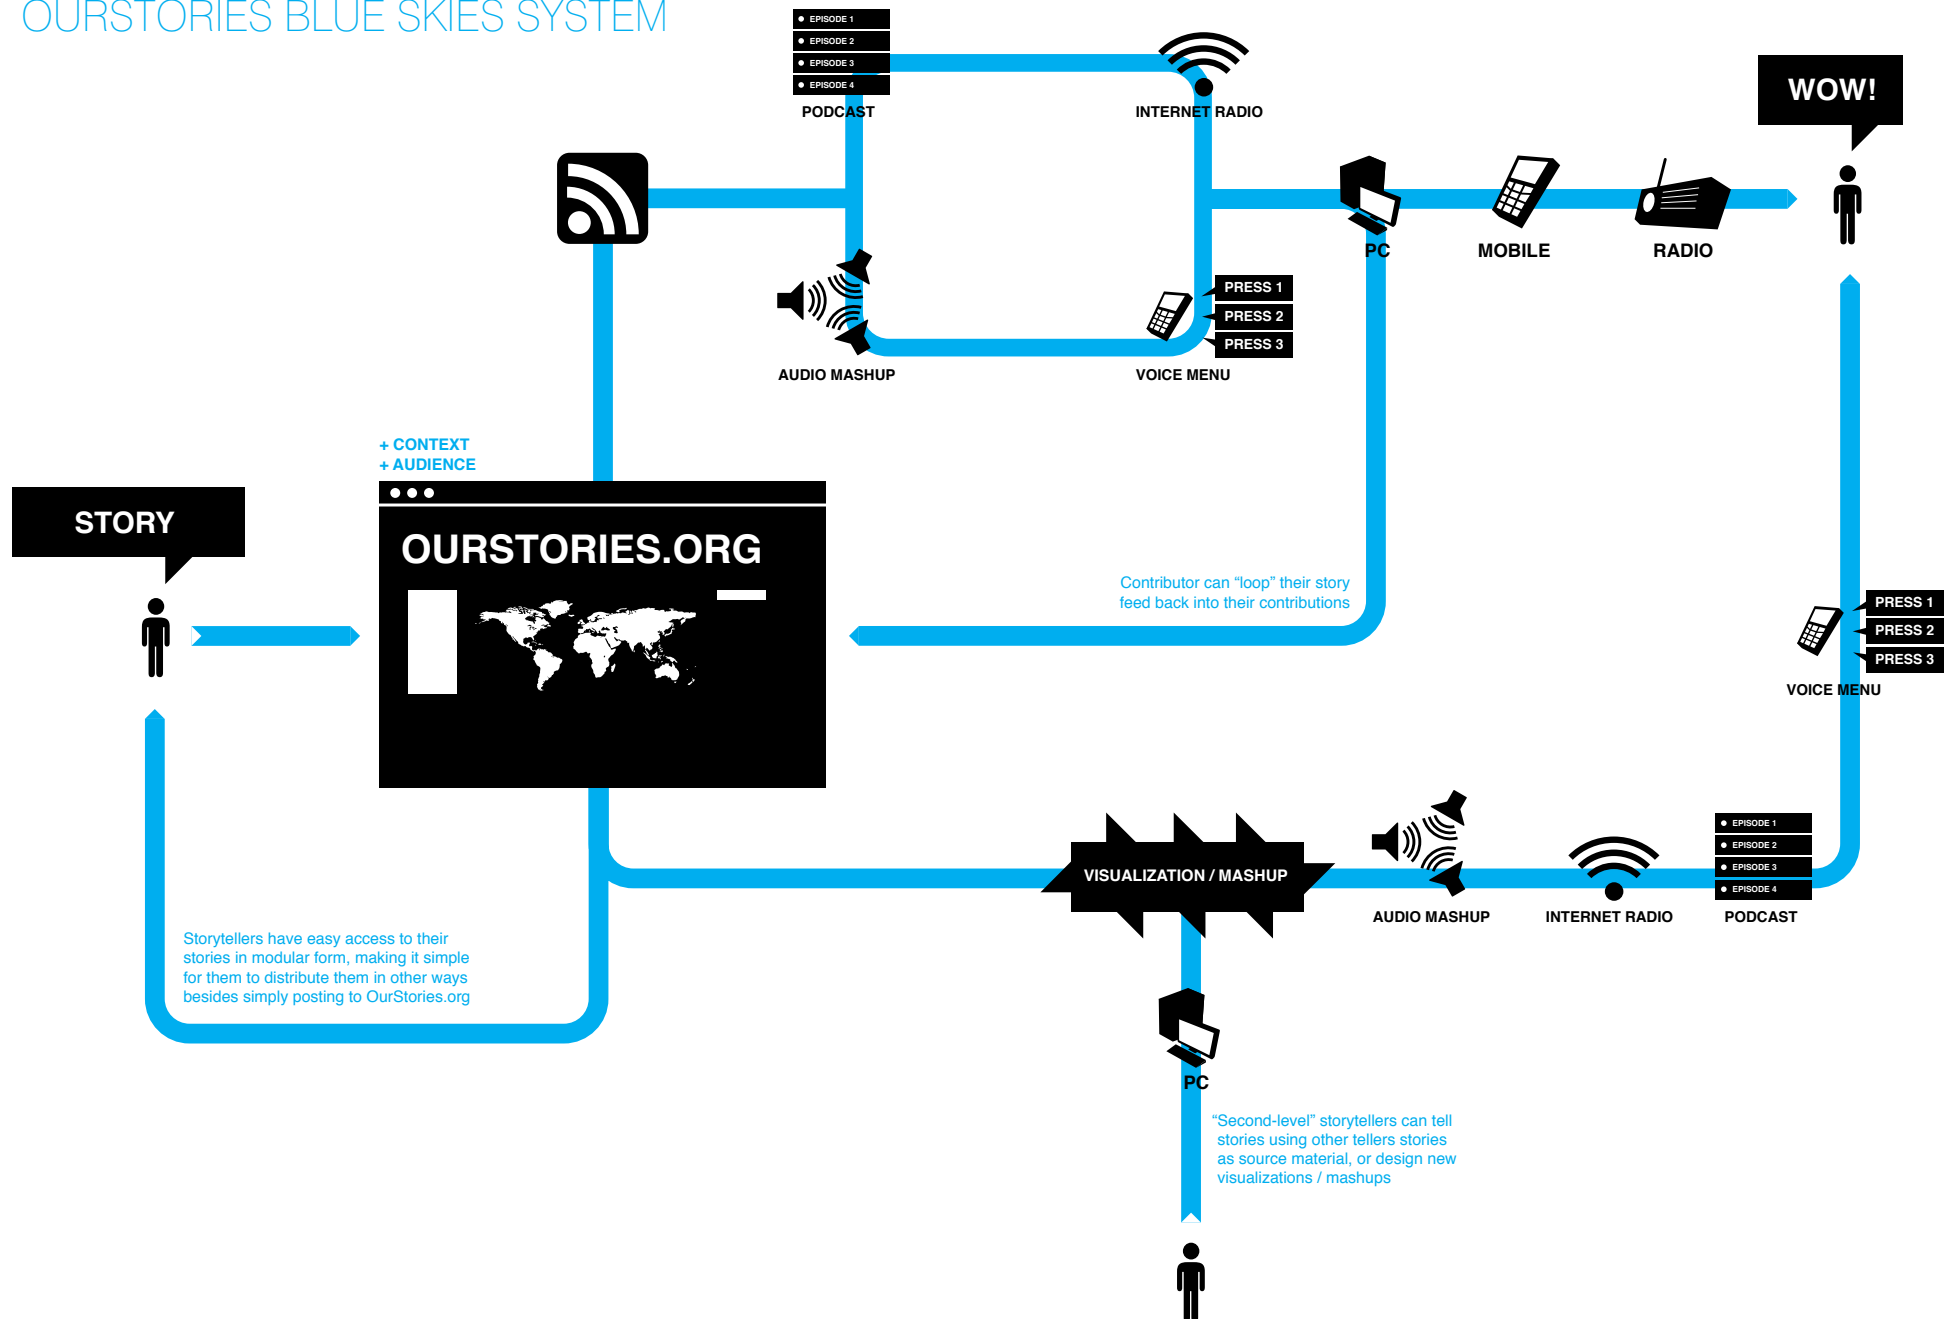 OURSTORIES BLUE SKIES SYSTEM
EPISODE 1
EPISODE 2
EPISODE 3
EPISODE 4
PODCAST
INTERNET RADIO
WOW!
PC
MOBILE
RADIO
PRESS 1
PRESS 2
PRESS 3
AUDIO MASHUP
VOICE MENU
+ CONTEXT
+ AUDIENCE
STORY
OURSTORIES.ORG
Contributor can “loop” their story
feed back into their contributions
PRESS 1
PRESS 2
PRESS 3
VOICE MENU
VISUALIZATION / MASHUP
EPISODE 1
EPISODE 2
EPISODE 3
EPISODE 4
AUDIO MASHUP
INTERNET RADIO
PODCAST
Storytellers have easy access to their
stories in modular form, making it simple
for them to distribute them in other ways
besides simply posting to OurStories.org
PC
“Second-level” storytellers can tell
stories using other tellers stories
as source material, or design new
visualizations / mashups